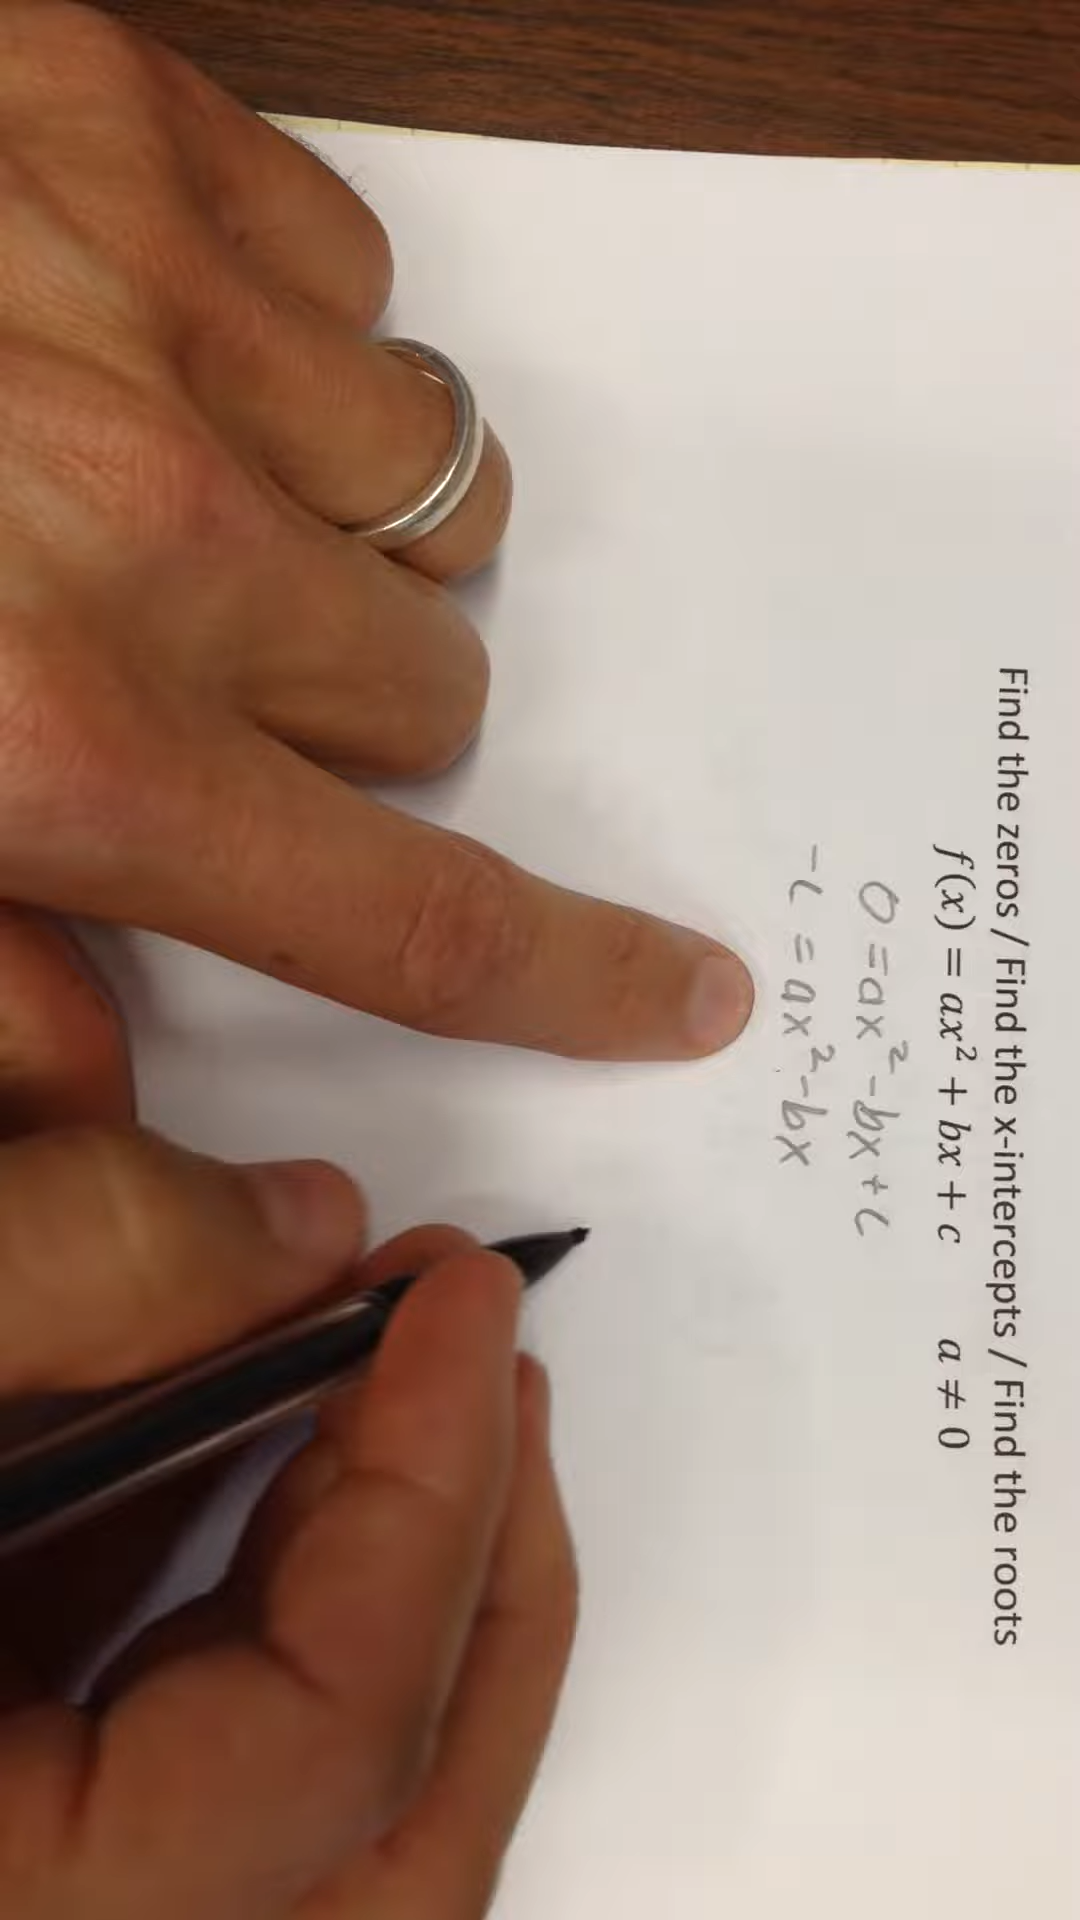 Find the zeros / Find the x-intercepts / Find the roots
f(x) = ax² + bx + c a ≠ 0
0 = ax² - bx + c
-c = ax² - bx